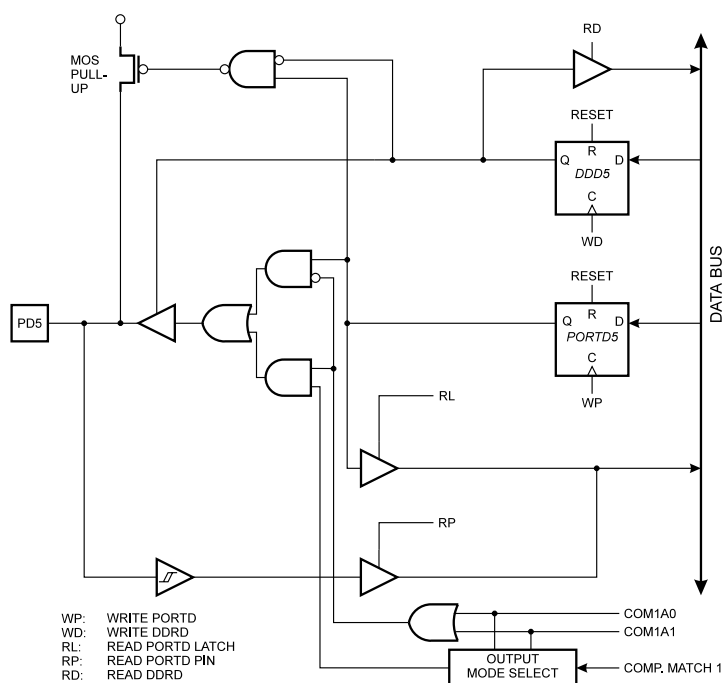 RD
MOS
PULL-
UP
RESET
R
Q
D
DDD5
C
WD
RESET
R
Q
D
PORTD5
C
WP
DATA BUS
PD5
RL
RP
WP: WRITE PORTD
WD: WRITE DDRD
RL: READ PORTD LATCH
RP: READ PORTD PIN
RD: READ DDRD
COM1A0
COM1A1
OUTPUT
MODE SELECT
COMP. MATCH 1